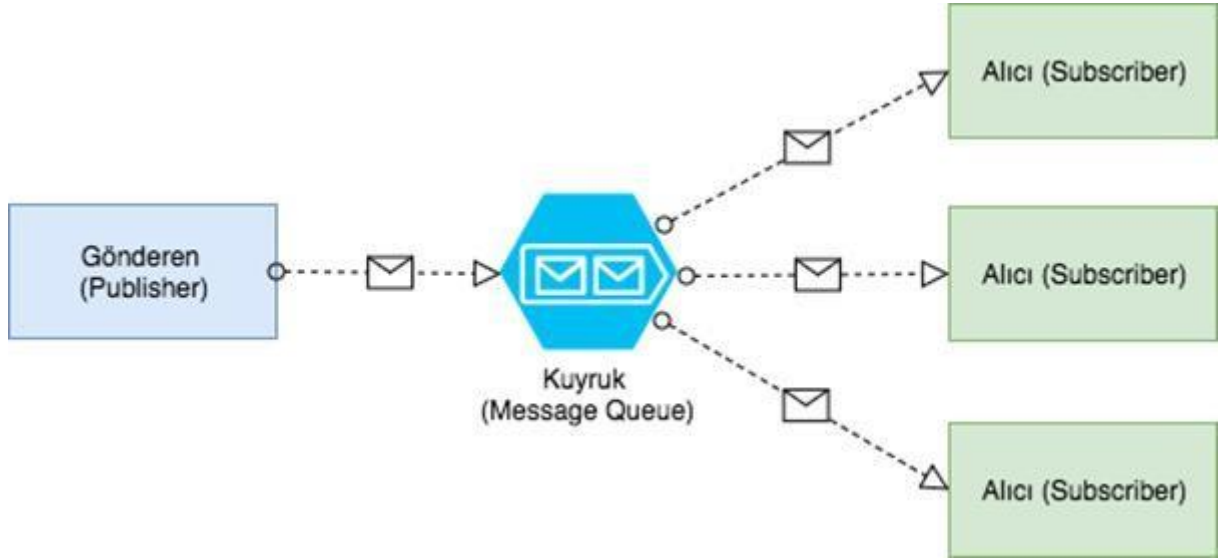 Gönderen
(Publisher)
Kuyruk
(Message Queue)
Alıcı (Subscriber)
Alıcı (Subscriber)
Alıcı (Subscriber)